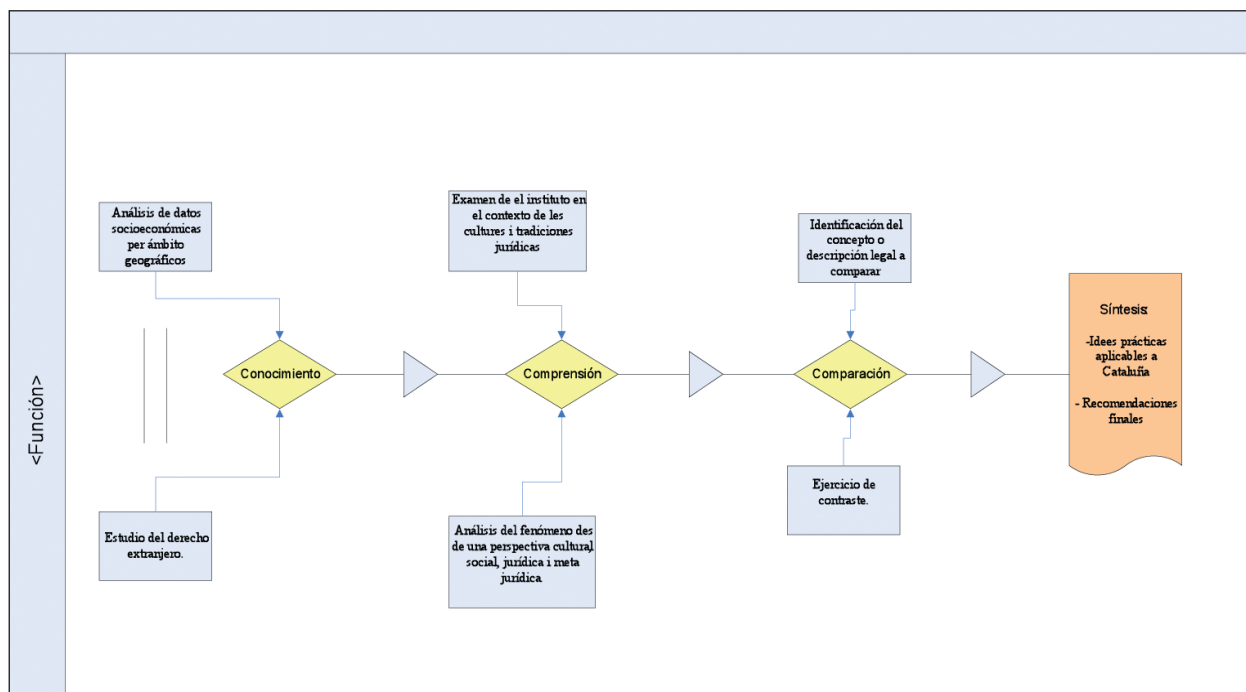 <Función>
Análisis de datos
socioeconómicas
per ámbito
geográficos
Estudio del derecho
extranjero.
Conocimiento
Examen de el instituto en
el contexto de les
cultures i tradiciones
jurídicas
Comprensión
Análisis del fenómeno des
de una perspectiva cultural,
social, jurídica i meta
jurídica
Identificación del
concepto o
descripción legal a
comparar
Comparación
Ejercicio de
contraste.
Síntesis:
-Idees prácticas
aplicables a
Cataluña
- Recomendaciones
finales